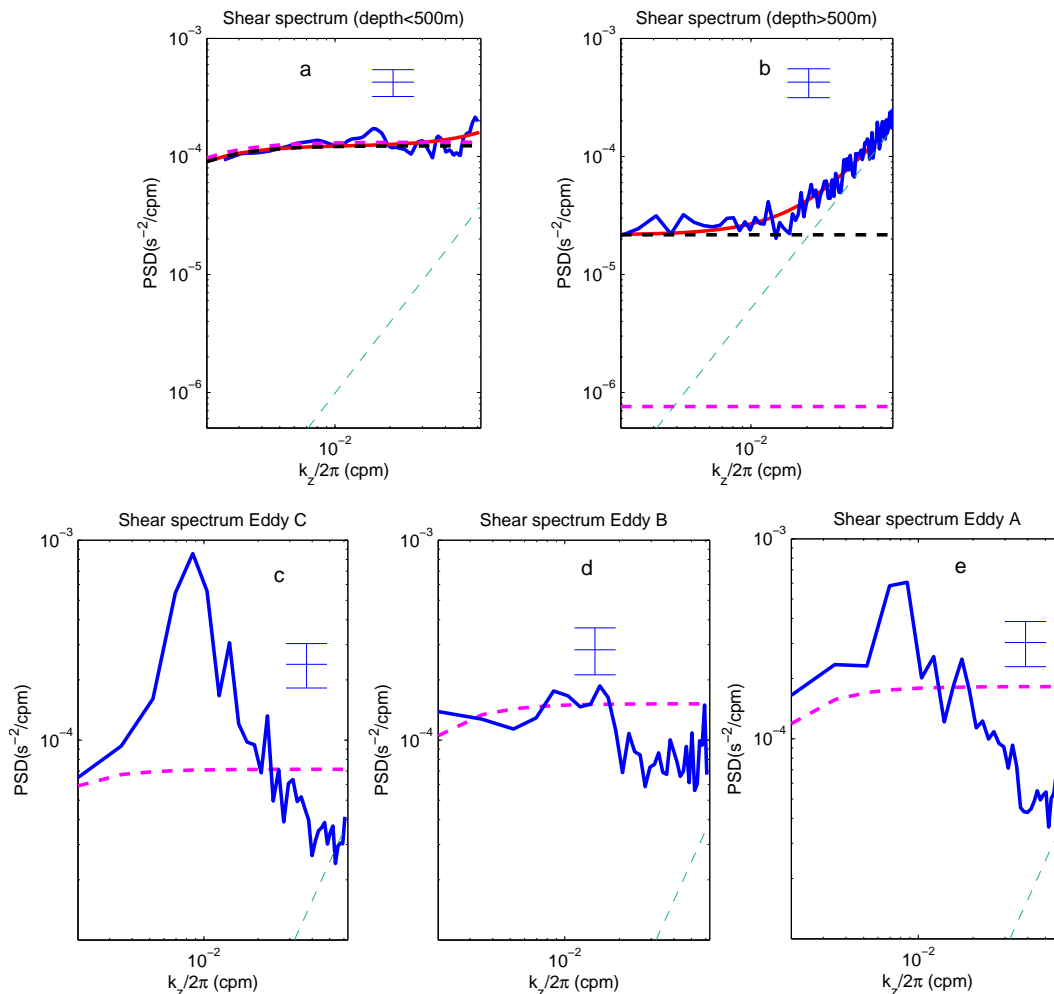 Shear spectrum (depth<500m)
Shear spectrum (depth>500m)
10⁻³
a
10⁻⁴
10⁻⁵
10⁻⁶
PSD(s⁻²/cpm)
10⁻²
k_z/2π (cpm)
10⁻³
b
10⁻⁴
10⁻⁵
10⁻⁶
PSD(s⁻²/cpm)
10⁻²
k_z/2π (cpm)
Shear spectrum Eddy C
10⁻³
c
10⁻⁴
PSD(s⁻²/cpm)
10⁻²
k_z/2π (cpm)
Shear spectrum Eddy B
10⁻³
d
10⁻⁴
PSD(s⁻²/cpm)
10⁻²
k_z/2π (cpm)
Shear spectrum Eddy A
10⁻³
e
10⁻⁴
PSD(s⁻²/cpm)
10⁻²
k_z/2π (cpm)